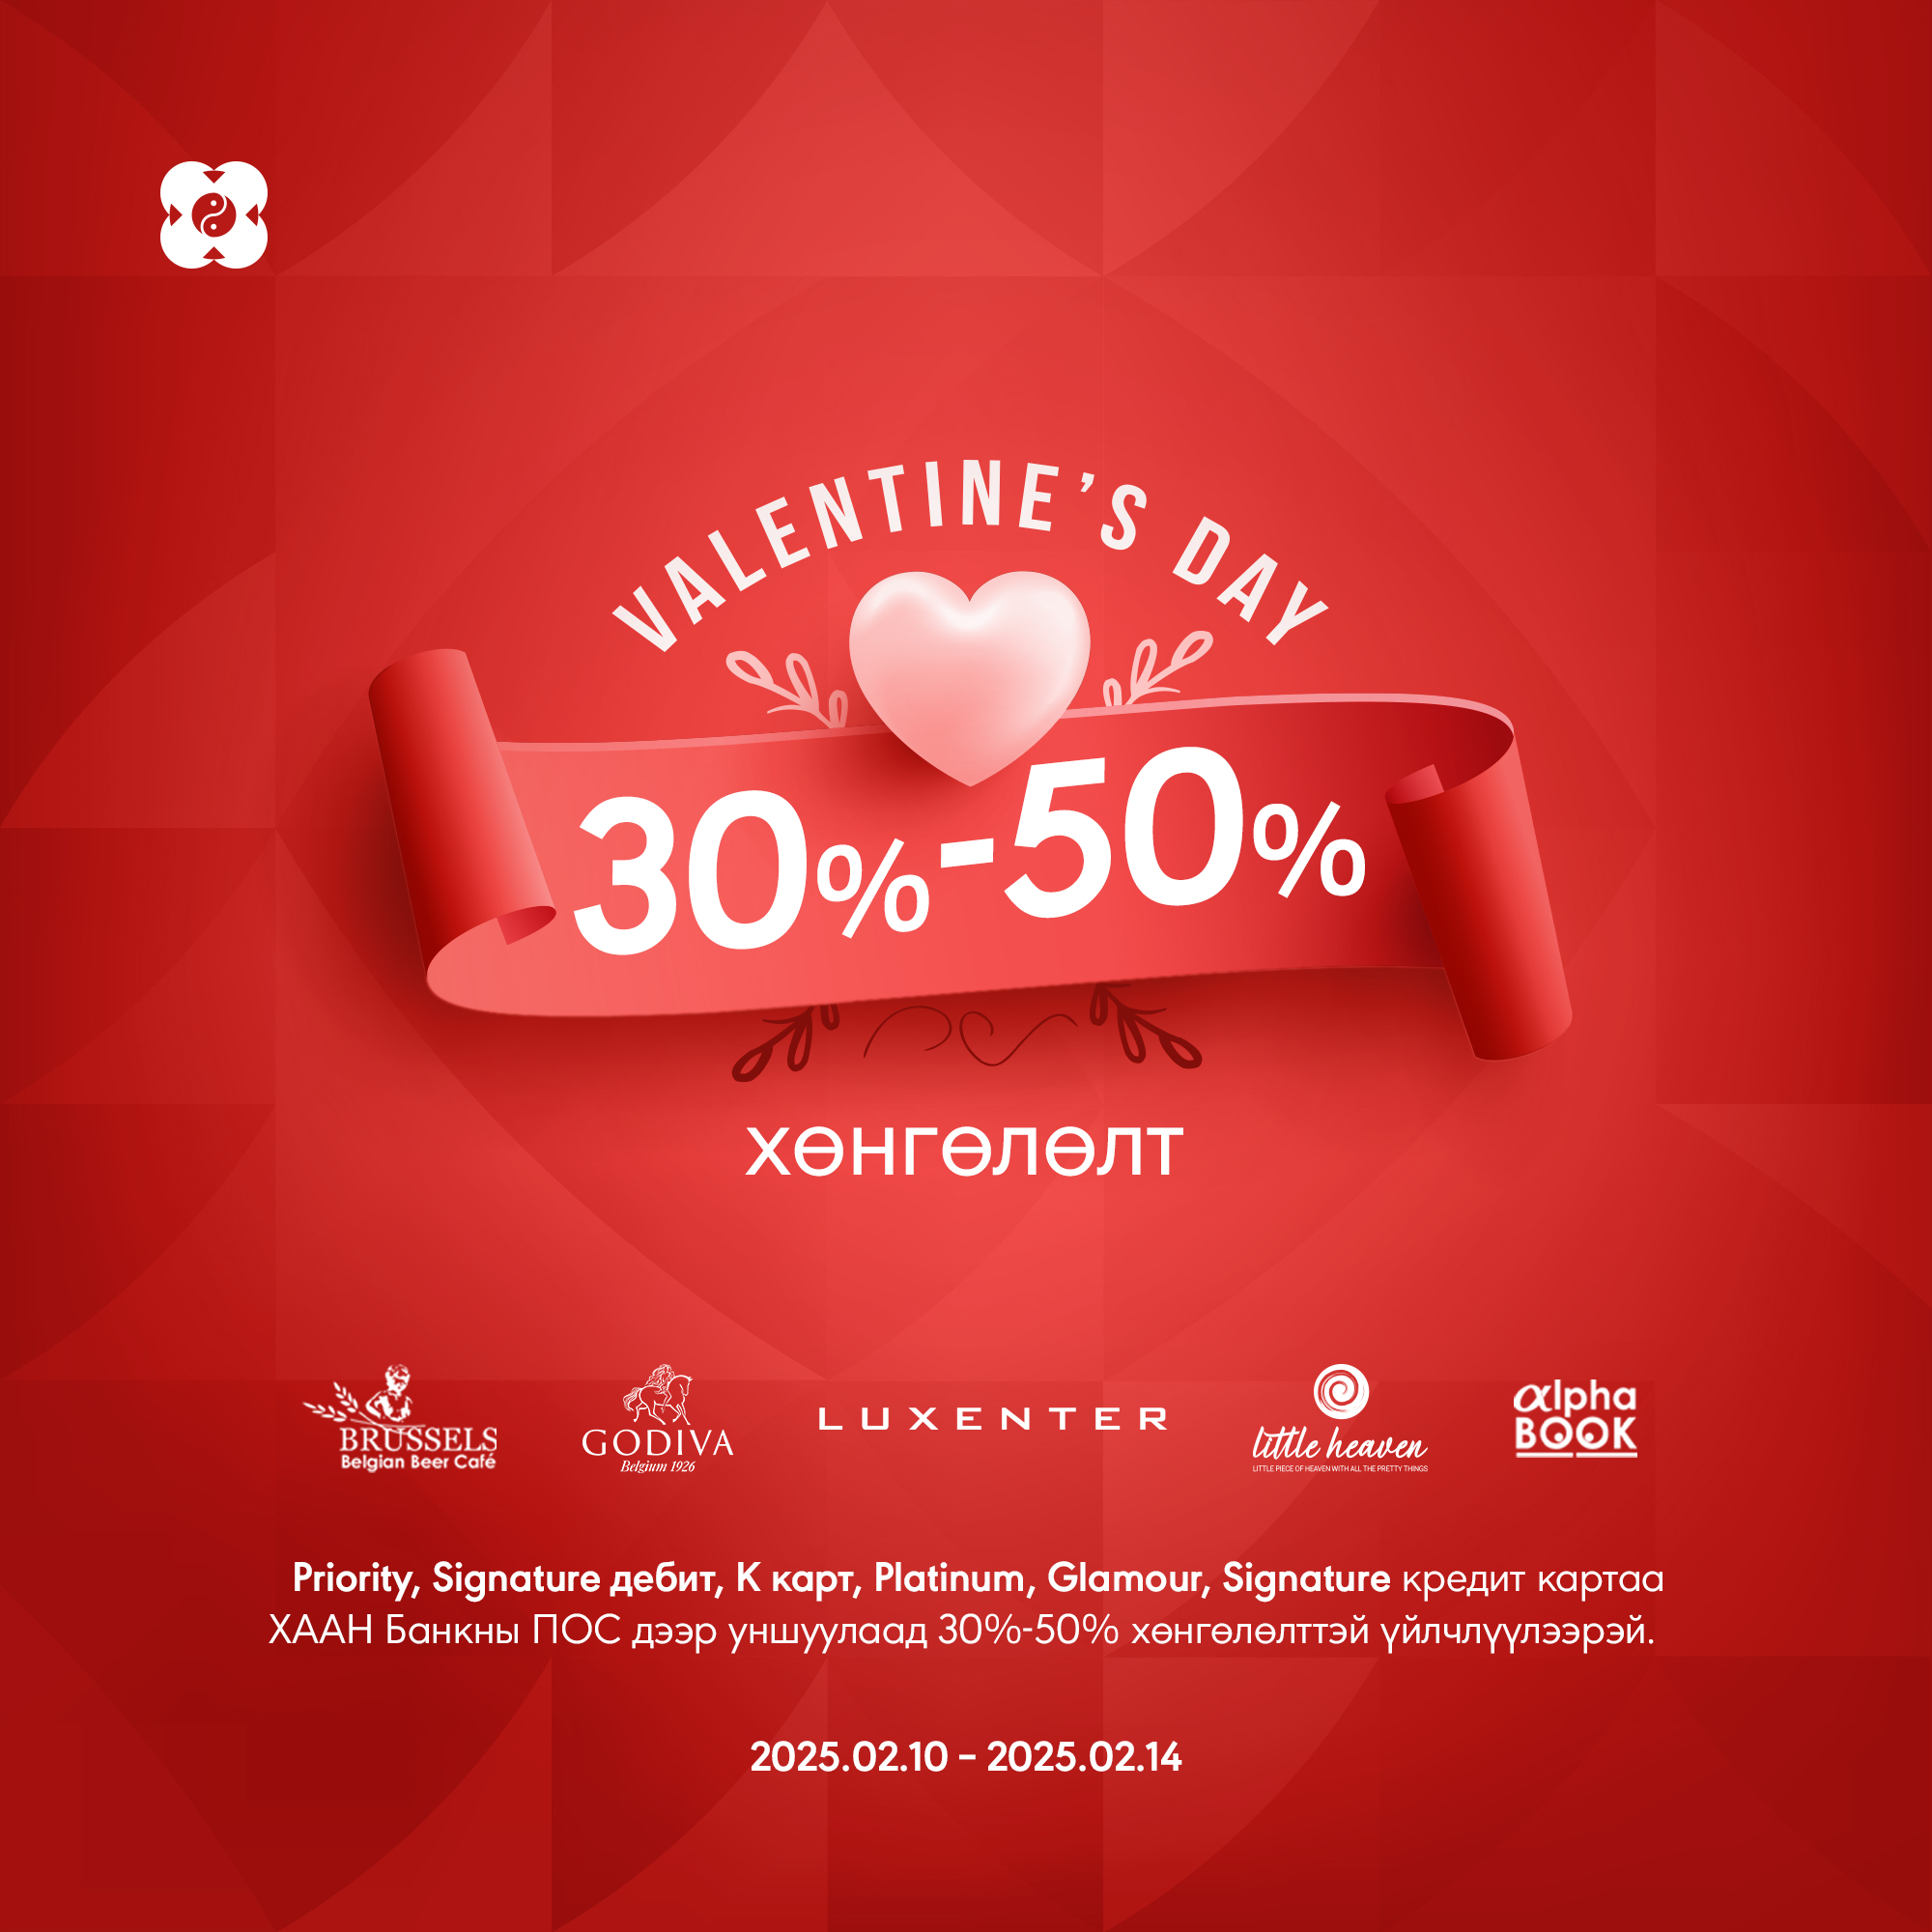 VALENTINE'S DAY
30%-50%
ХӨНГӨЛӨЛТ
BRUSSELS
Belgian Beer Café
GODIVA
Belgium 1926
LUXENTER
little heaven
LITTLE PIECE OF HEAVEN WITH ALL THE PRETTY THINGS
alpha
BOOK
Priority, Signature дебит, К карт, Platinum, Glamour, Signature кредит картаа
ХААН Банкны ПОС дээр уншуулаад 30%-50% хөнгөлөлттэй үйлчлүүлээрэй.
2025.02.10 – 2025.02.14